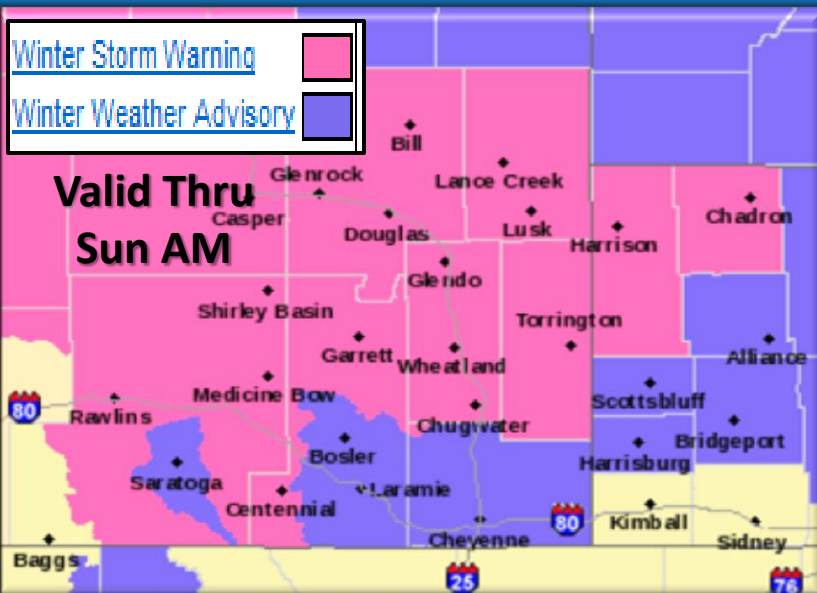 Winter Storm Warning
Winter Weather Advisory
Valid Thru
Sun AM
Bill
Glenrock
Lance Creek
Casper
Douglas
Lusk
Harrison
Chadron
Glendo
Shirley Basin
Torrington
Garrett
Wheatland
Alliance
Medicine Bow
Scottsbluff
80
Rawlins
Chugwater
Bridgeport
Bosler
Harrisburg
Saratoga
Laramie
Centennial
80
Kimball
Cheyenne
Sidney
Baggs
25
76